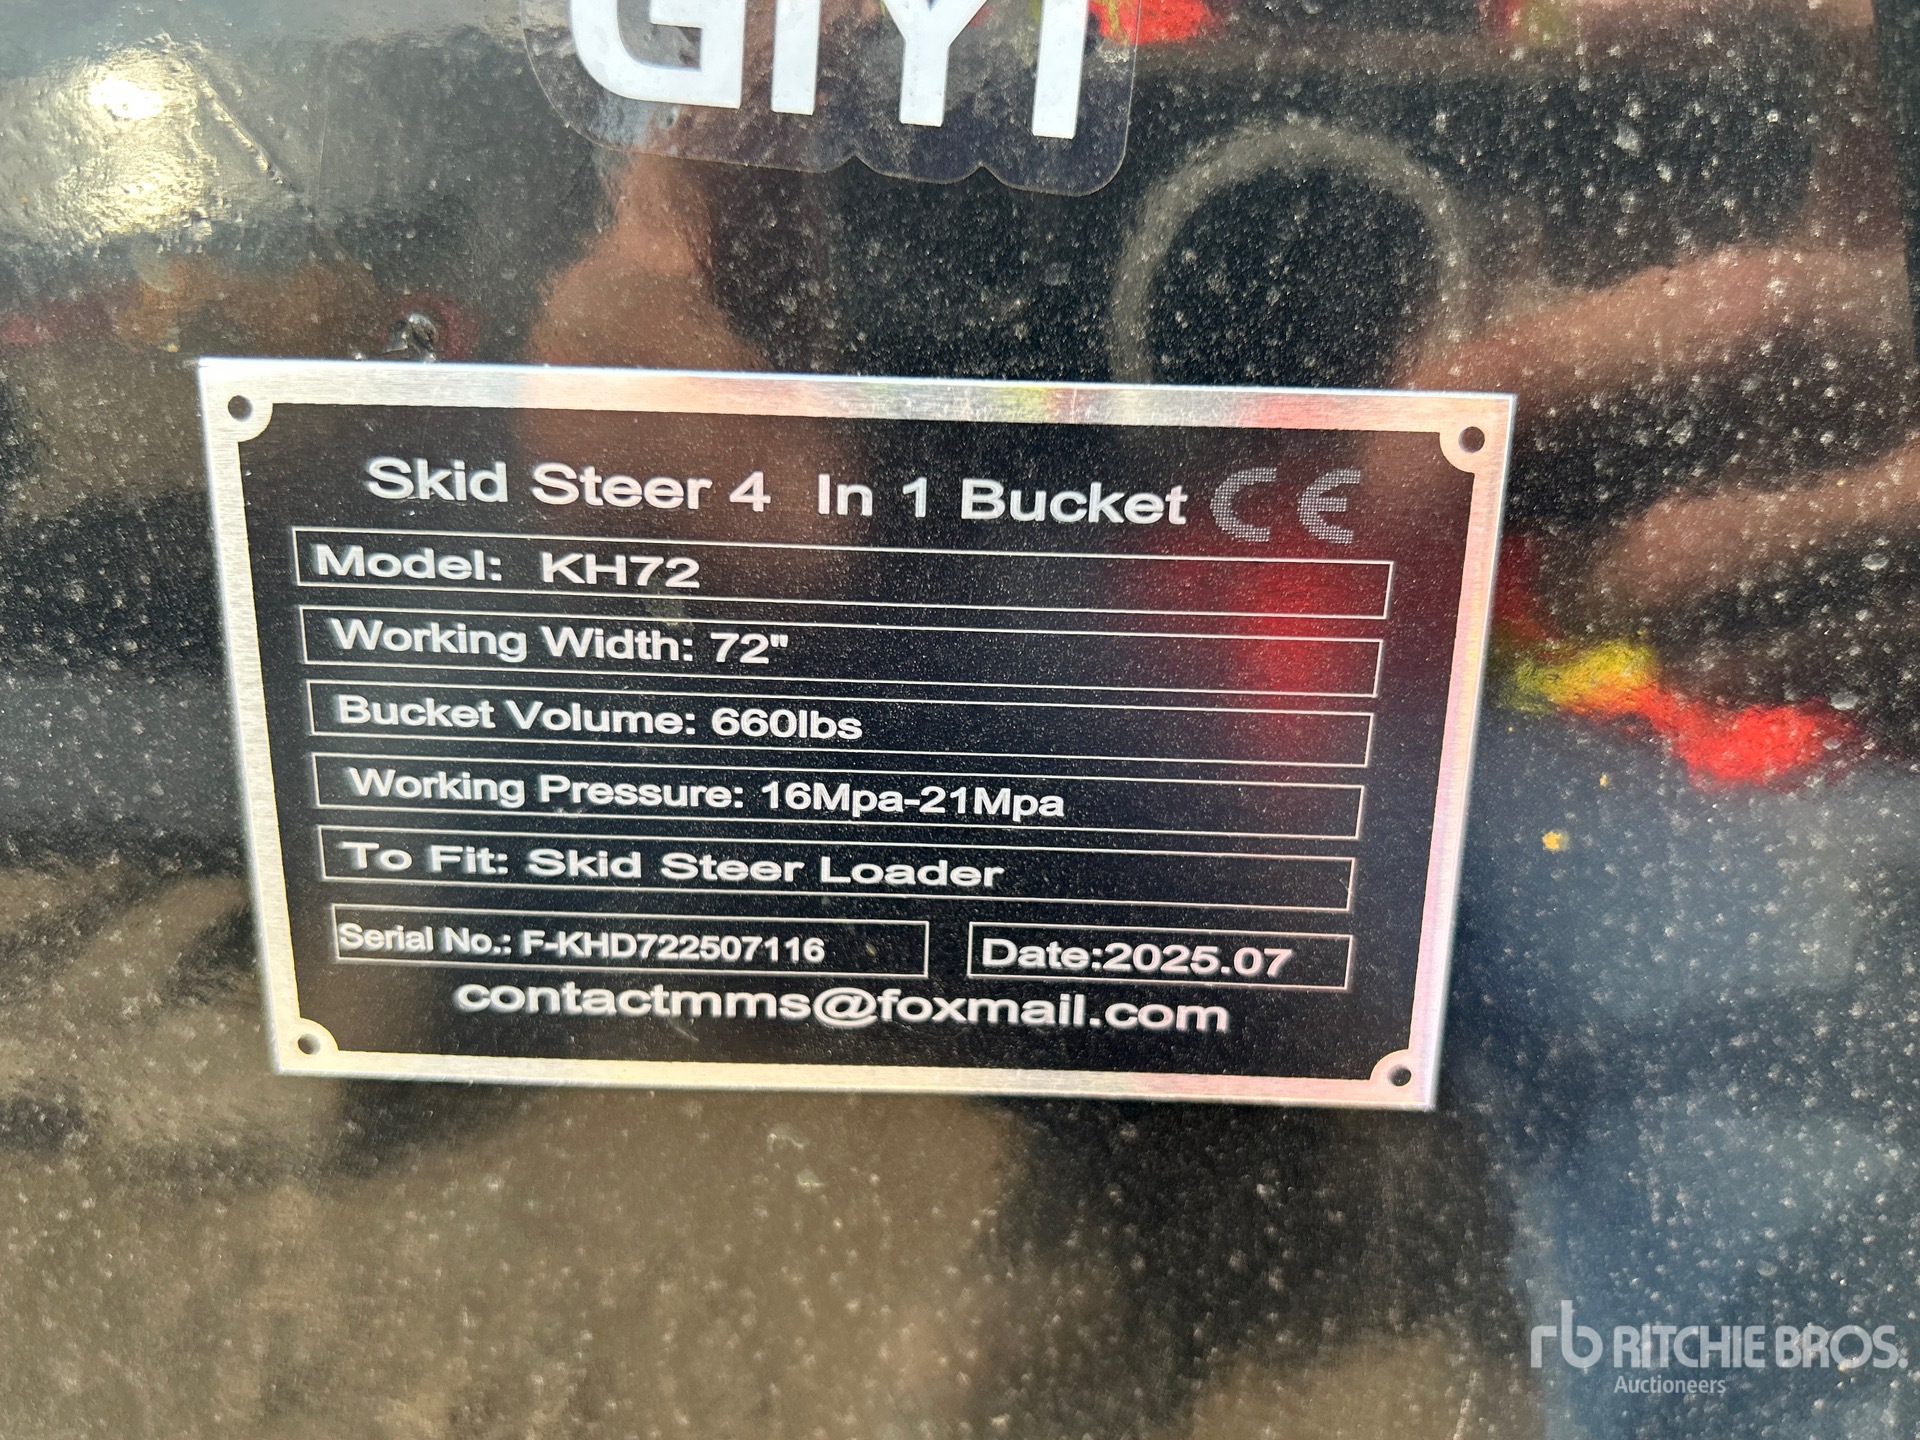 GIYI
Skid Steer 4 In 1 Bucket CE
Model: KH72
Working Width: 72"
Bucket Volume: 660lbs
Working Pressure: 16Mpa-21Mpa
To Fit: Skid Steer Loader
Serial No.: F-KHD722507116
Date:2025.07
contactmms@foxmail.com
rb RITCHIE BROS.
Auctioneers